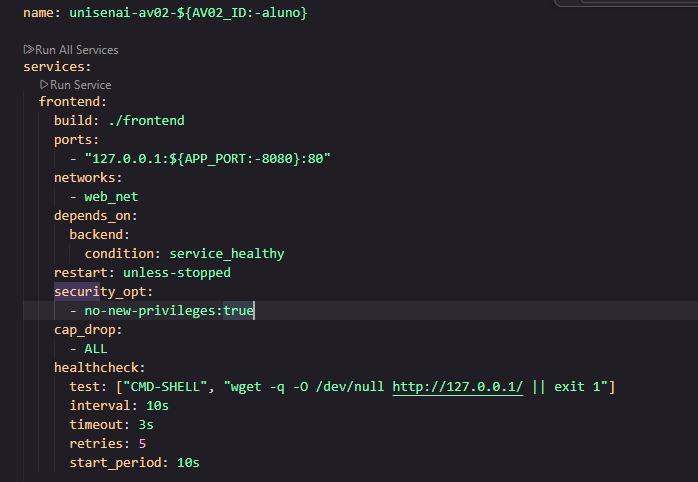 name: unisenai-av02-${AV02_ID:-aluno}
Run All Services
services:
Run Service
frontend:
build: ./frontend
ports:
- "127.0.0.1:${APP_PORT:-8080}:80"
networks:
- web_net
depends_on:
backend:
condition: service_healthy
restart: unless-stopped
security_opt:
- no-new-privileges:true
cap_drop:
- ALL
healthcheck:
test: ["CMD-SHELL", "wget -q -O /dev/null http://127.0.0.1/ || exit 1"]
interval: 10s
timeout: 3s
retries: 5
start_period: 10s